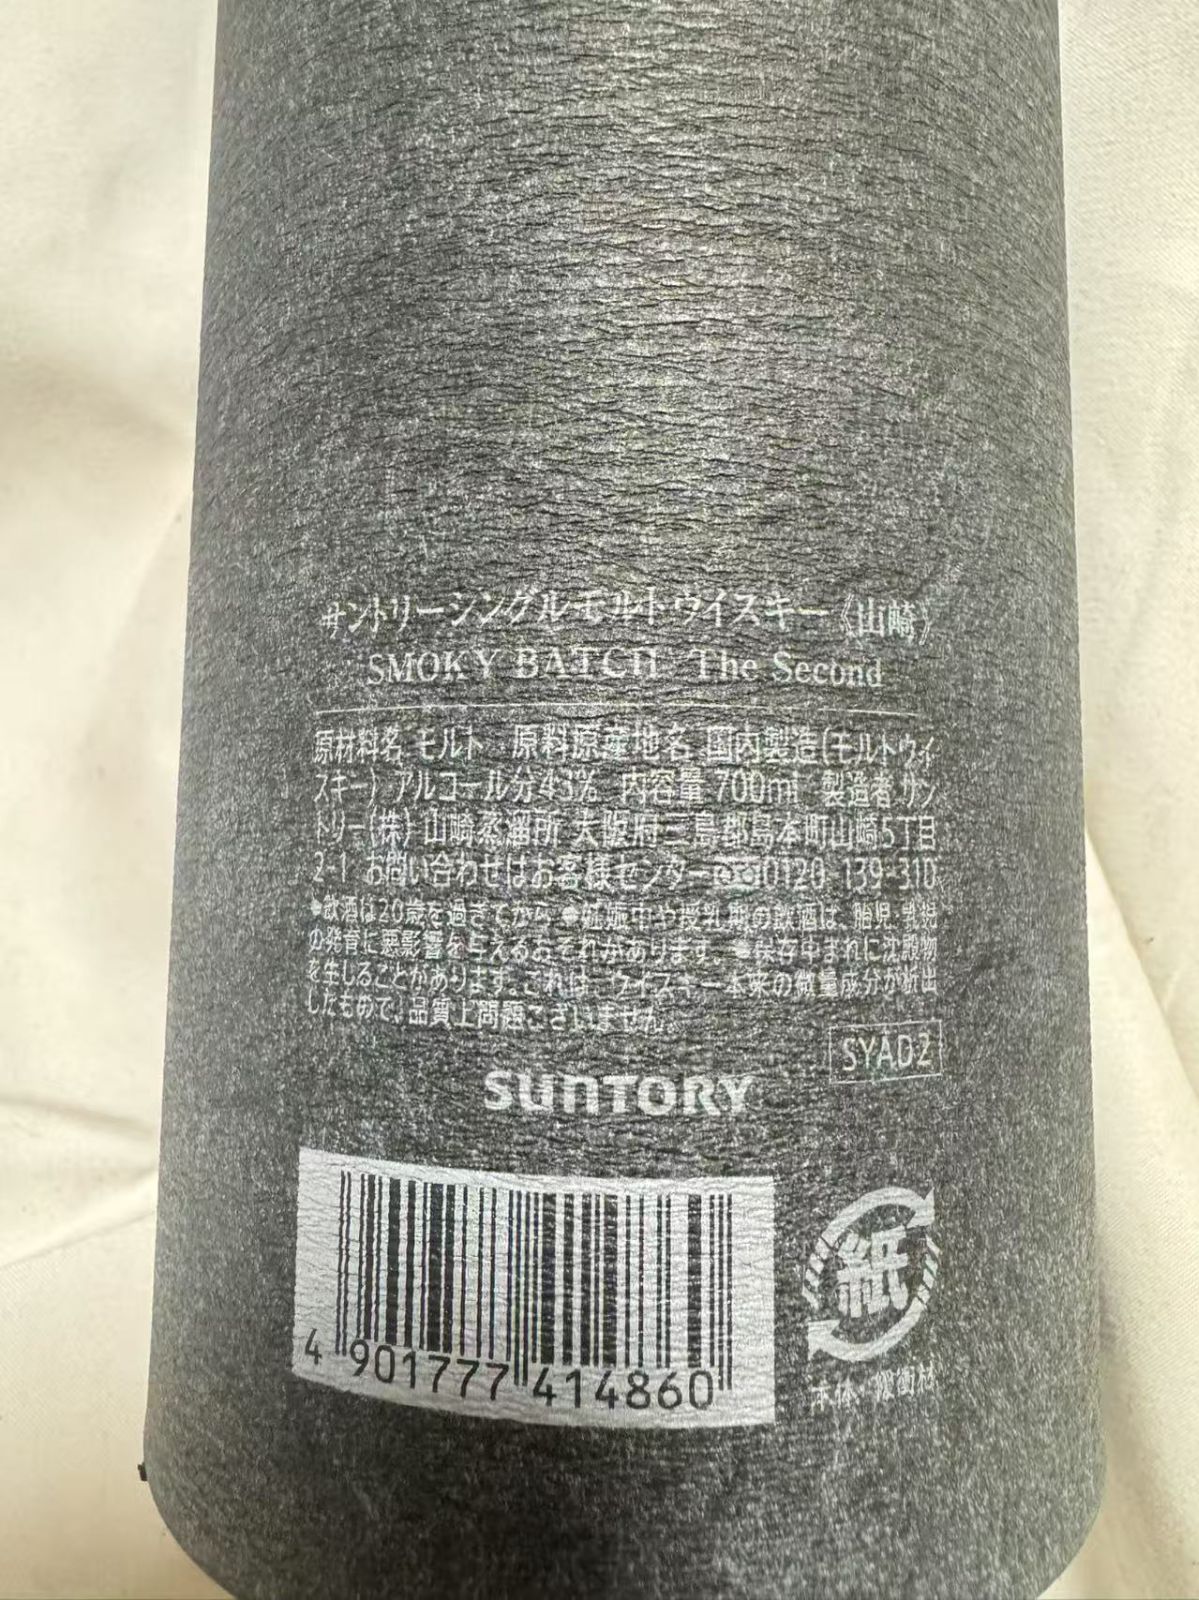 サントリーシングルモルトウイスキー《山崎》
SMOKY BATCH The Second
原材料名 モルト 原料原産地名 国内製造(モルトウイ
スキー) アルコール分43% 内容量 700ml 製造者 サン
トリー(株) 山崎蒸溜所 大阪府三島郡島本町山崎5丁目
2-1 お問い合わせはお客様センター 0120-139-310
●飲酒は20歳を過ぎてから。●妊娠中や授乳期の飲酒は、胎児・乳児
の発育に悪影響を与えるおそれがあります。●保存中まれに沈殿物
を生じることがあります。これは、ウイスキー本来の微量成分が析出
したもので、品質上問題ございません。
SYAD2
SUNTORY
4 901777 414860
紙
本体・緩衝材